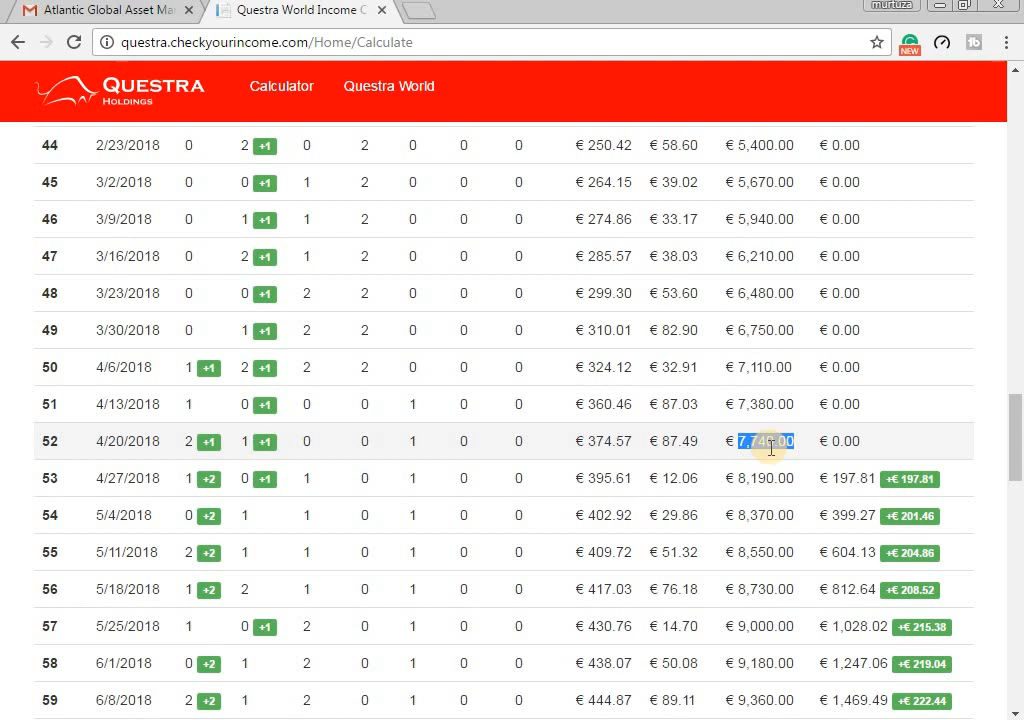 Atlantic Global Asset Ma
Questra World Income C
murtuza
questra.checkyourincome.com/Home/Calculate
NEW
QUESTRA
HOLDINGS
Calculator
Questra World
44 2/23/2018 0 2 +1 0 2 0 0 0 € 250.42 € 58.60 € 5,400.00 € 0.00
45 3/2/2018 0 0 +1 1 2 0 0 0 € 264.15 € 39.02 € 5,670.00 € 0.00
46 3/9/2018 0 1 +1 1 2 0 0 0 € 274.86 € 33.17 € 5,940.00 € 0.00
47 3/16/2018 0 2 +1 1 2 0 0 0 € 285.57 € 38.03 € 6,210.00 € 0.00
48 3/23/2018 0 0 +1 2 2 0 0 0 € 299.30 € 53.60 € 6,480.00 € 0.00
49 3/30/2018 0 1 +1 2 2 0 0 0 € 310.01 € 82.90 € 6,750.00 € 0.00
50 4/6/2018 1 +1 2 +1 2 2 0 0 0 € 324.12 € 32.91 € 7,110.00 € 0.00
51 4/13/2018 1 0 +1 0 0 1 0 0 € 360.46 € 87.03 € 7,380.00 € 0.00
52 4/20/2018 2 +1 1 +1 0 0 1 0 0 € 374.57 € 87.49 € 7,740.00 € 0.00
53 4/27/2018 1 +2 0 +1 1 0 1 0 0 € 395.61 € 12.06 € 8,190.00 € 197.81 +€ 197.81
54 5/4/2018 0 +2 1 1 0 1 0 0 € 402.92 € 29.86 € 8,370.00 € 399.27 +€ 201.46
55 5/11/2018 2 +2 1 1 0 1 0 0 € 409.72 € 51.32 € 8,550.00 € 604.13 +€ 204.86
56 5/18/2018 1 +2 2 1 0 1 0 0 € 417.03 € 76.18 € 8,730.00 € 812.64 +€ 208.52
57 5/25/2018 1 0 +1 2 0 1 0 0 € 430.76 € 14.70 € 9,000.00 € 1,028.02 +€ 215.38
58 6/1/2018 0 +2 1 2 0 1 0 0 € 438.07 € 50.08 € 9,180.00 € 1,247.06 +€ 219.04
59 6/8/2018 2 +2 1 2 0 1 0 0 € 444.87 € 89.11 € 9,360.00 € 1,469.49 +€ 222.44